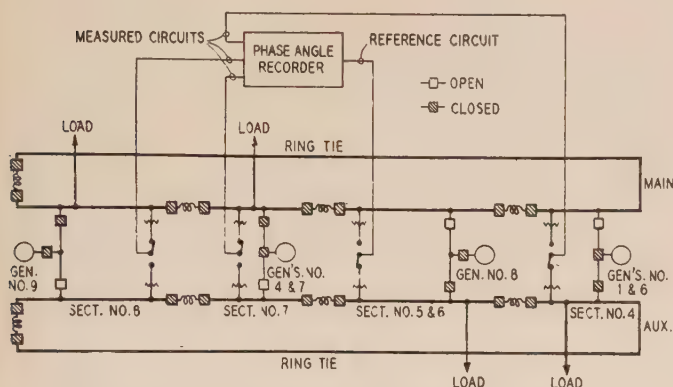 MEASURED CIRCUITS
PHASE ANGLE
RECORDER
REFERENCE CIRCUIT
OPEN
CLOSED
LOAD
LOAD
RING TIE
MAIN
GEN.
NO.9
GEN'S. NO.
4 & 7
GEN. NO.8
GEN'S. NO.
1 & 6
SECT. NO.8
SECT. NO.7
SECT. NO.5 & 6
SECT. NO.4
AUX.
RING TIE
LOAD
LOAD